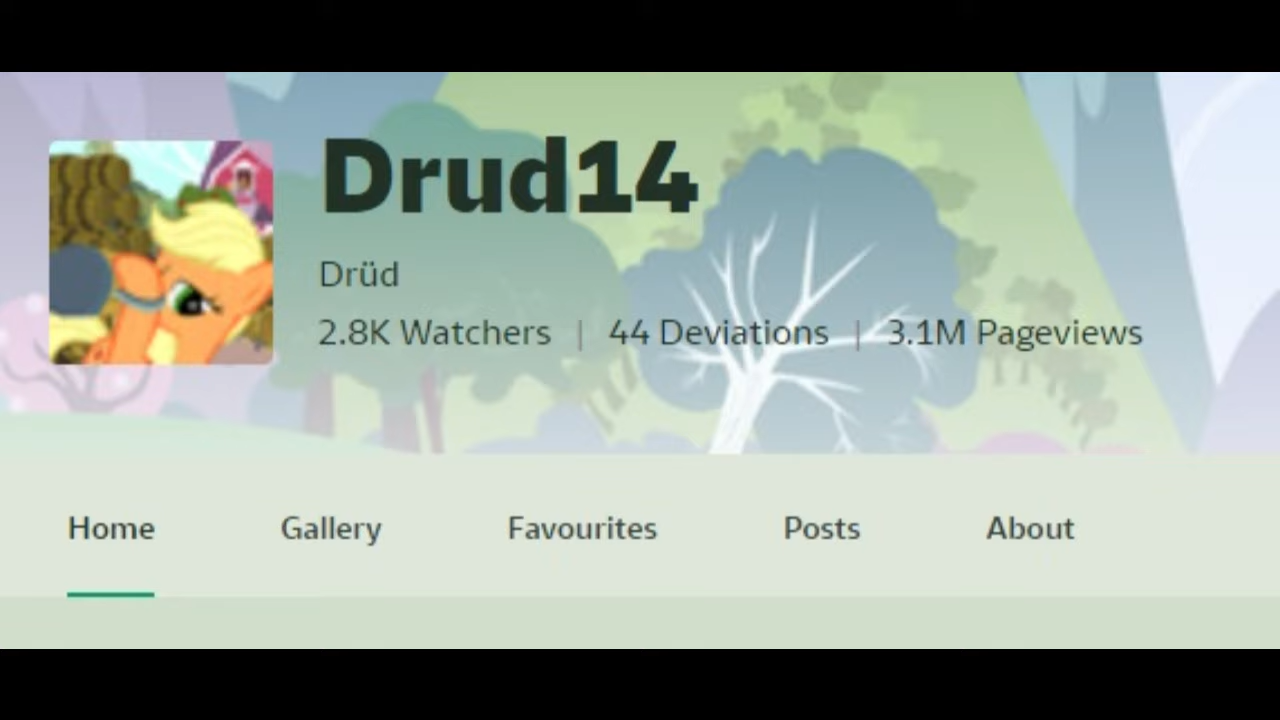 Drud14
Drüd
2.8K Watchers | 44 Deviations | 3.1M Pageviews
Home Gallery Favourites Posts About